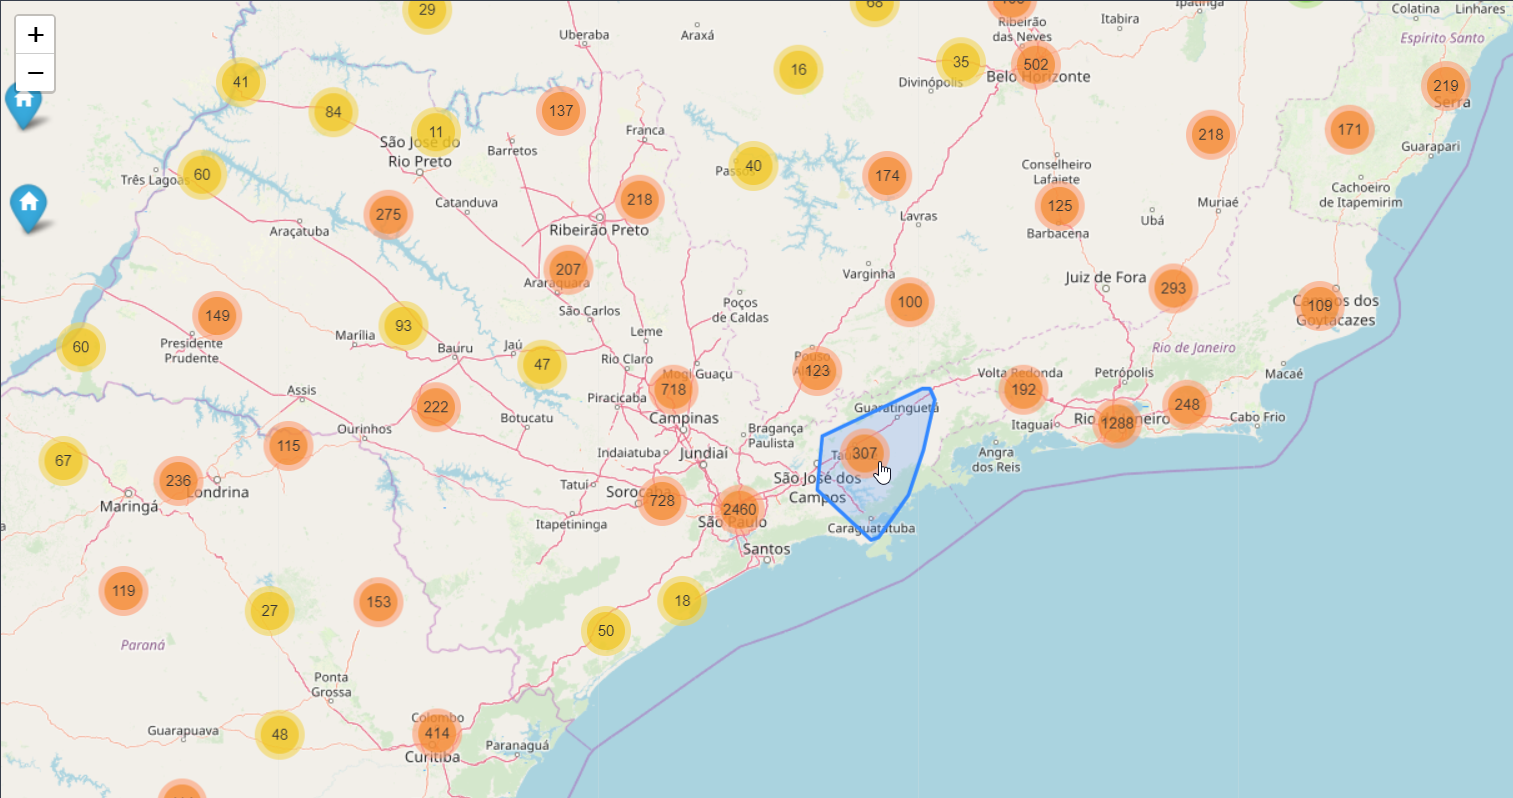 29
Uberaba
Araxá
68
Ribeirão
das Neves
Itabira
Colatina
Linhares
Espírito Santo
+
−
41
84
11
137
16
35
Divinópolis
502
Belo Horizonte
219
Serra
São José do
Rio Preto
Barretos
Franca
40
174
218
171
Guarapari
Três Lagoas
60
275
Catanduva
218
Ribeirão Preto
Conselheiro
Lafaiete
125
Barbacena
Lavras
Ubá
Muriaé
Cachoeiro
de Itapemirim
Araçatuba
207
Araraquara
São Carlos
Varginha
100
Juiz de Fora
293
109
Campos dos
Goytacazes
149
Presidente
Prudente
60
Marília
93
Bauru
Jaú
47
Leme
Rio Claro
Poços
de Caldas
Mogi Guaçu
718
Piracicaba
Campinas
Pouso
123
Rio de Janeiro
Volta Redonda
192
Petrópolis
Macaé
Assis
222
Botucatu
Ourinhos
115
Guaratinguetá
248
1288
Itaguaí
Cabo Frio
67
236
Londrina
Maringá
Indaiatuba
Jundiaí
Bragança
Paulista
307
São José dos
Campos
Angra
dos Reis
Tatuí
Sorocaba
728
2460
São Paulo
Itapetininga
Santos
Caraguatatuba
119
27
153
18
50
Paraná
Ponta
Grossa
Guarapuava
48
Colombo
414
Curitiba
Paranaguá